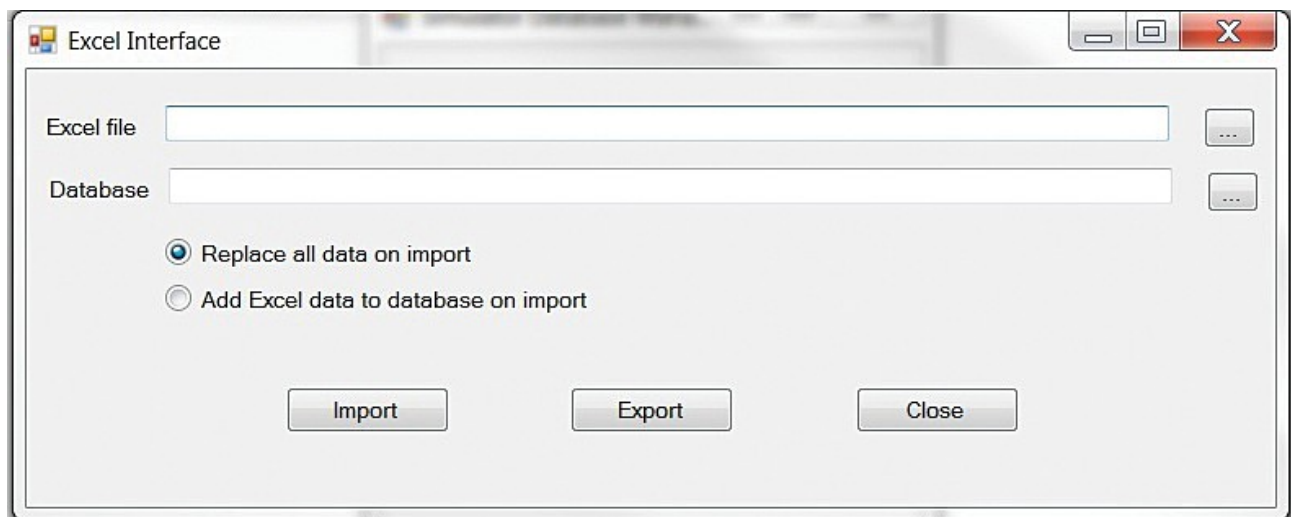 Excel Interface
Excel file
...
Database
...
Replace all data on import
Add Excel data to database on import
Import Export Close